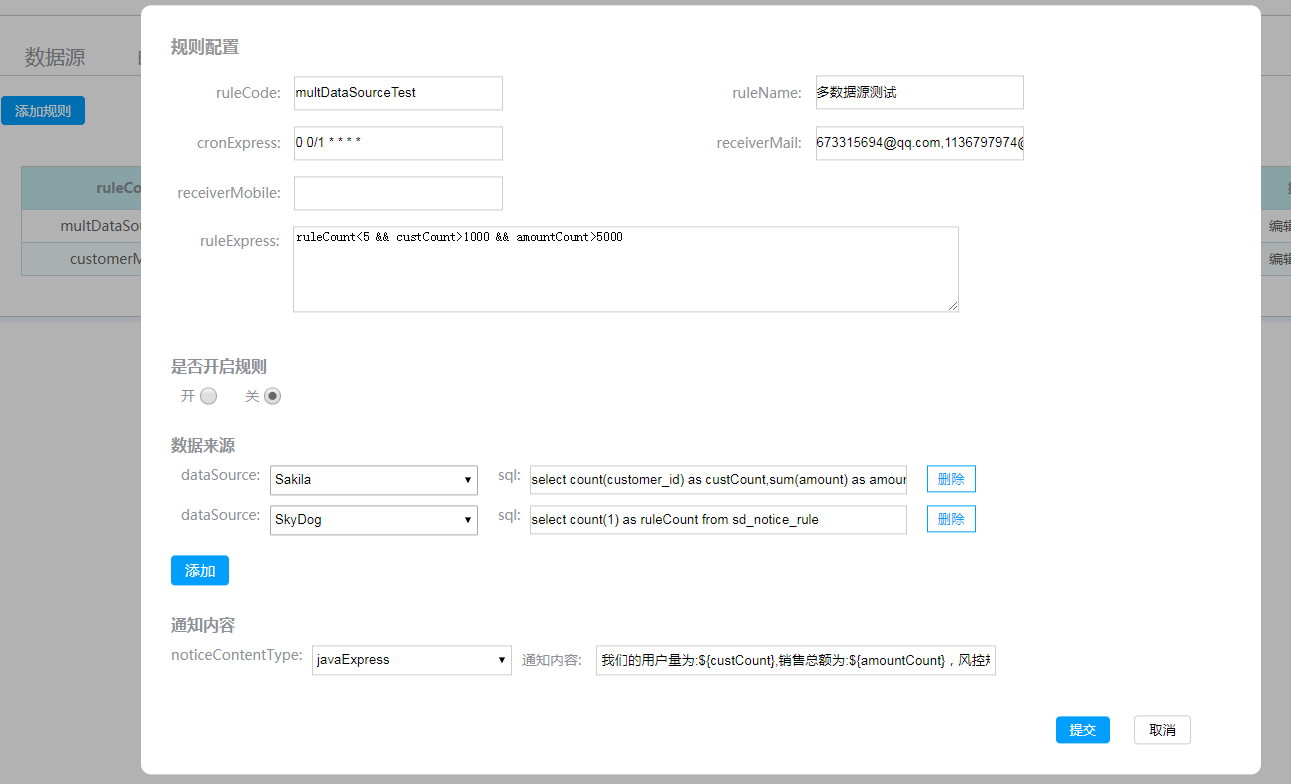 规则配置
数据源
ruleCode: multDataSourceTest ruleName: 多数据源测试
添加规则
cronExpress: 0 0/1 * * * * receiverMail: 673315694@qq.com,1136797974@
ruleCo
receiverMobile:
multDataSou 编辑
ruleExpress: ruleCount<5 && custCount>1000 && amountCount>5000
customerM 编辑
是否开启规则
开 关
数据来源
dataSource: Sakila sql: select count(customer_id) as custCount,sum(amount) as amour 删除
dataSource: SkyDog sql: select count(1) as ruleCount from sd_notice_rule 删除
添加
通知内容
noticeContentType: javaExpress 通知内容: 我们的用户量为:${custCount},销售总额为:${amountCount}，风控规
提交 取消